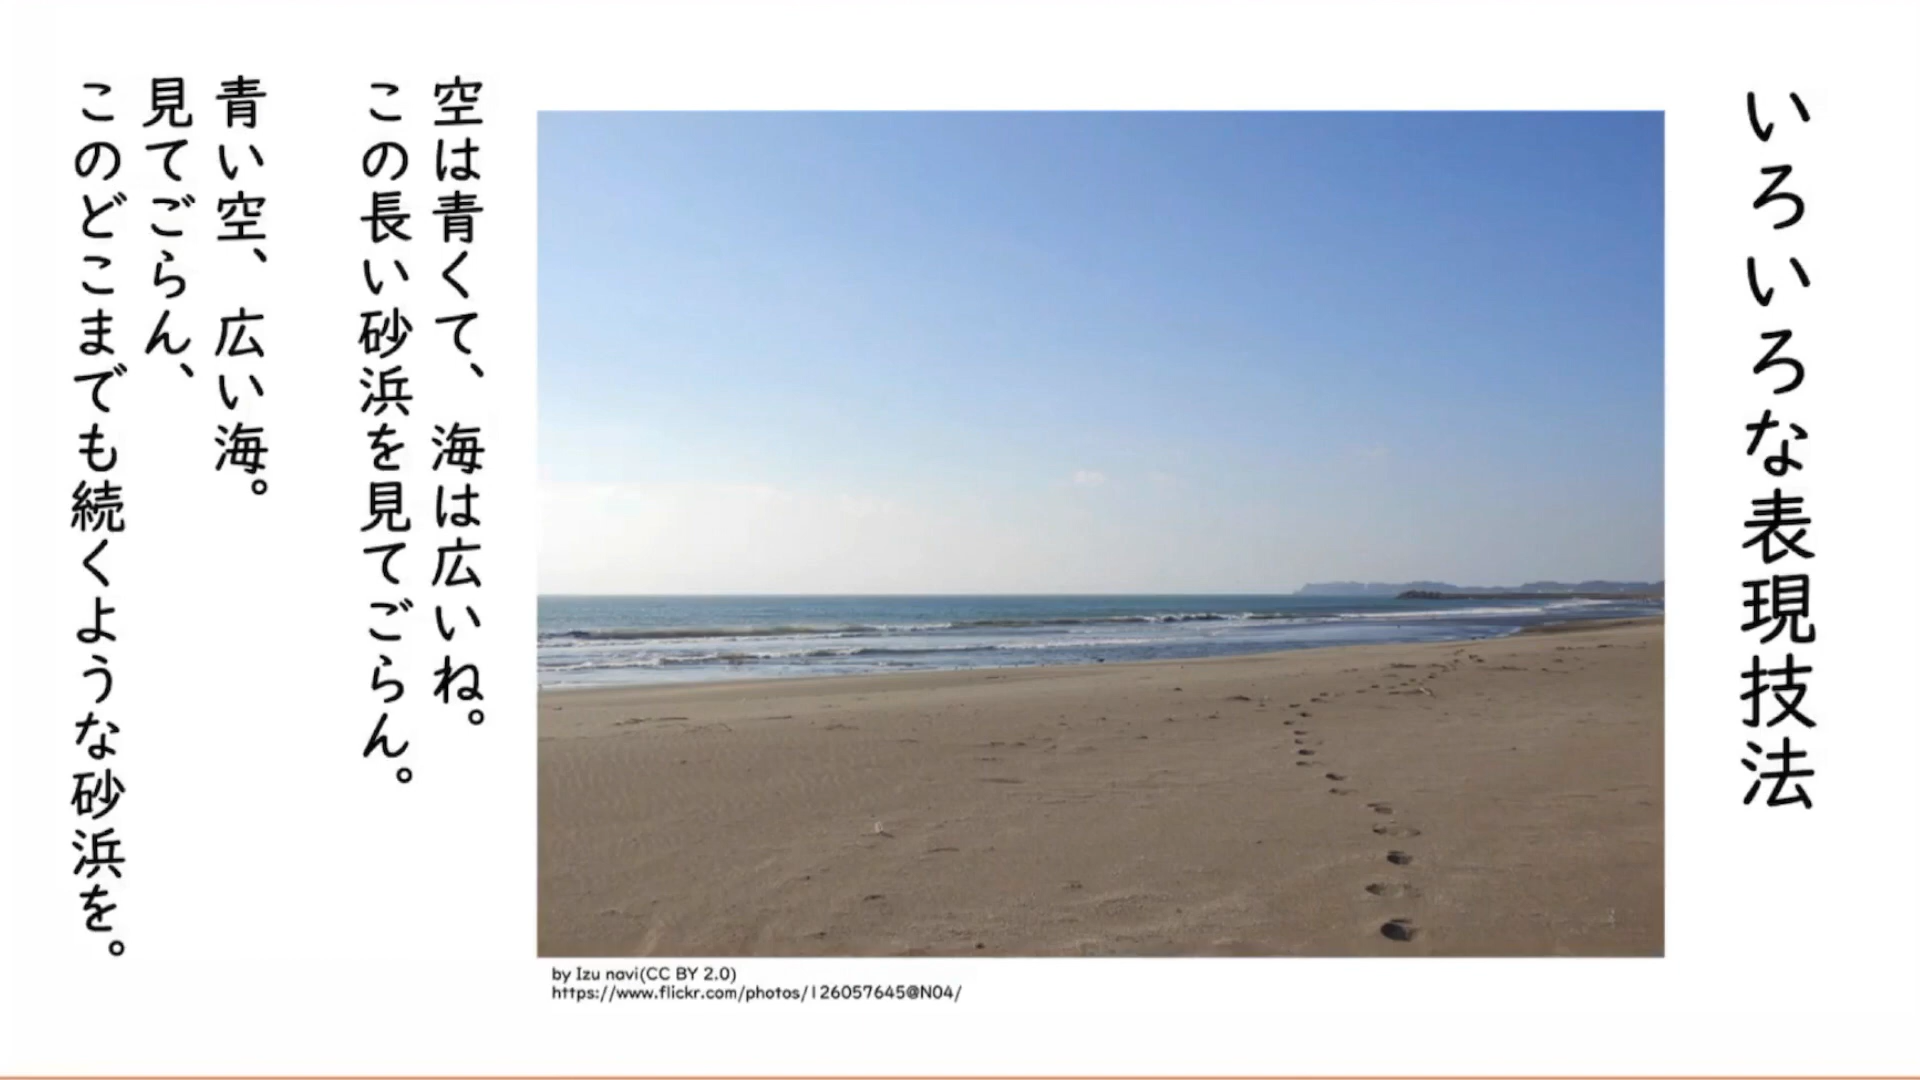 いろいろな表現技法
空は青くて、海は広いね。
この長い砂浜を見てごらん。
青い空、広い海。
見てごらん、
このどこまでも続くような砂浜を。
by Izu navi(CC BY 2.0)
https://www.flickr.com/photos/126057645@N04/